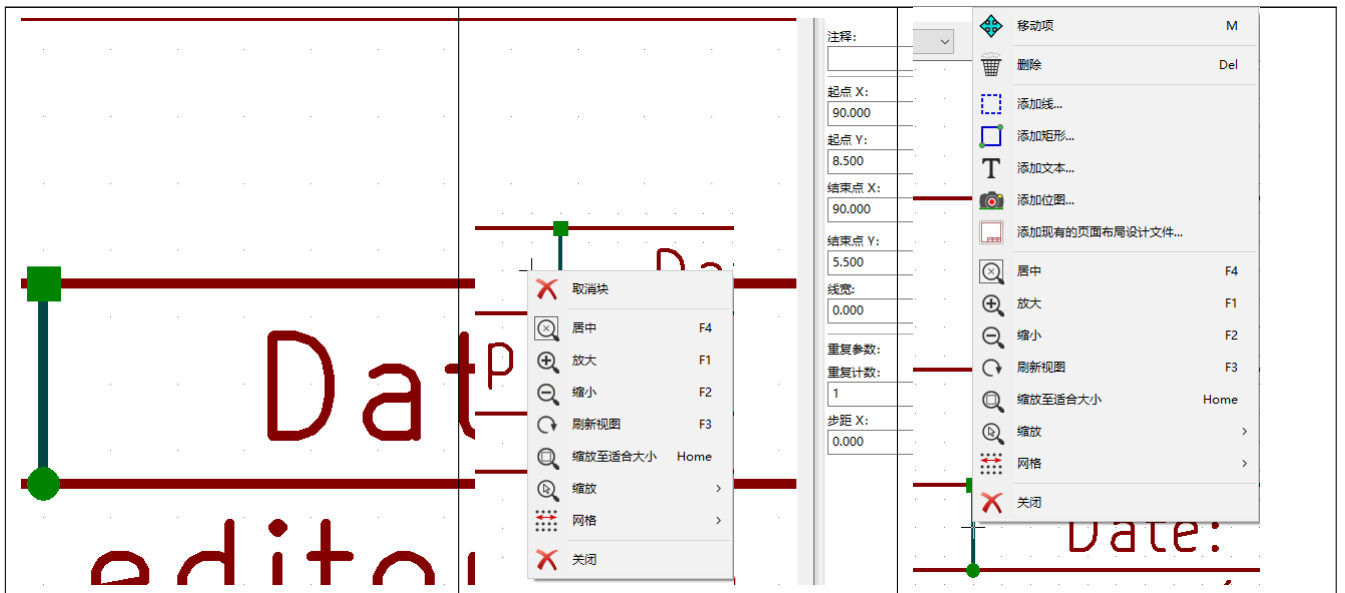 Dat
editor
Da
P
取消块
居中 F4
放大 F1
缩小 F2
刷新视图 F3
缩放至适合大小 Home
缩放
网格
关闭
注释:
起点 X:
90.000
起点 Y:
8.500
结束点 X:
90.000
结束点 Y:
5.500
线宽:
0.000
重复参数:
重复计数:
1
步距 X:
0.000
移动项 M
删除 Del
添加线...
添加矩形...
添加文本...
添加位图...
添加现有的页面布局设计文件...
居中 F4
放大 F1
缩小 F2
刷新视图 F3
缩放至适合大小 Home
缩放
网格
关闭
Date: